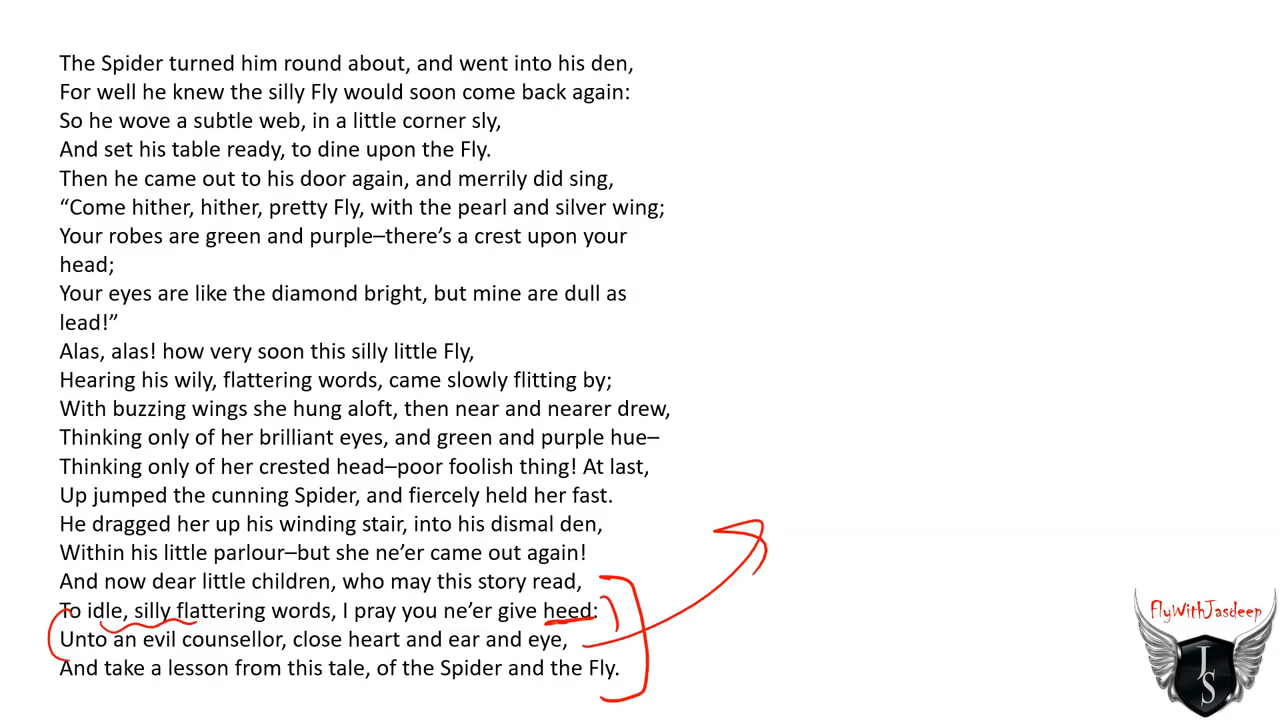 The Spider turned him round about, and went into his den,
For well he knew the silly Fly would soon come back again:
So he wove a subtle web, in a little corner sly,
And set his table ready, to dine upon the Fly.
Then he came out to his door again, and merrily did sing,
“Come hither, hither, pretty Fly, with the pearl and silver wing;
Your robes are green and purple–there’s a crest upon your
head;
Your eyes are like the diamond bright, but mine are dull as
lead!”
Alas, alas! how very soon this silly little Fly,
Hearing his wily, flattering words, came slowly flitting by;
With buzzing wings she hung aloft, then near and nearer drew,
Thinking only of her brilliant eyes, and green and purple hue–
Thinking only of her crested head–poor foolish thing! At last,
Up jumped the cunning Spider, and fiercely held her fast.
He dragged her up his winding stair, into his dismal den,
Within his little parlour–but she ne’er came out again!
And now dear little children, who may this story read,
To idle, silly flattering words, I pray you ne’er give heed:
Unto an evil counsellor, close heart and ear and eye,
And take a lesson from this tale, of the Spider and the Fly.
FlyWithJasdeep
JS